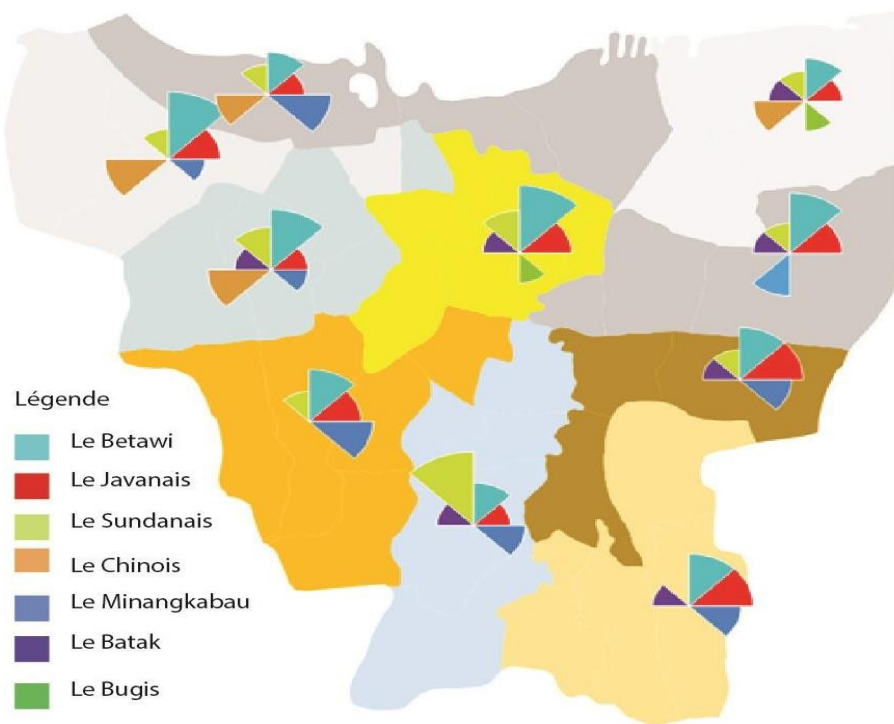 Légende
Le Betawi
Le Javanais
Le Sundanais
Le Chinois
Le Minangkabau
Le Batak
Le Bugis